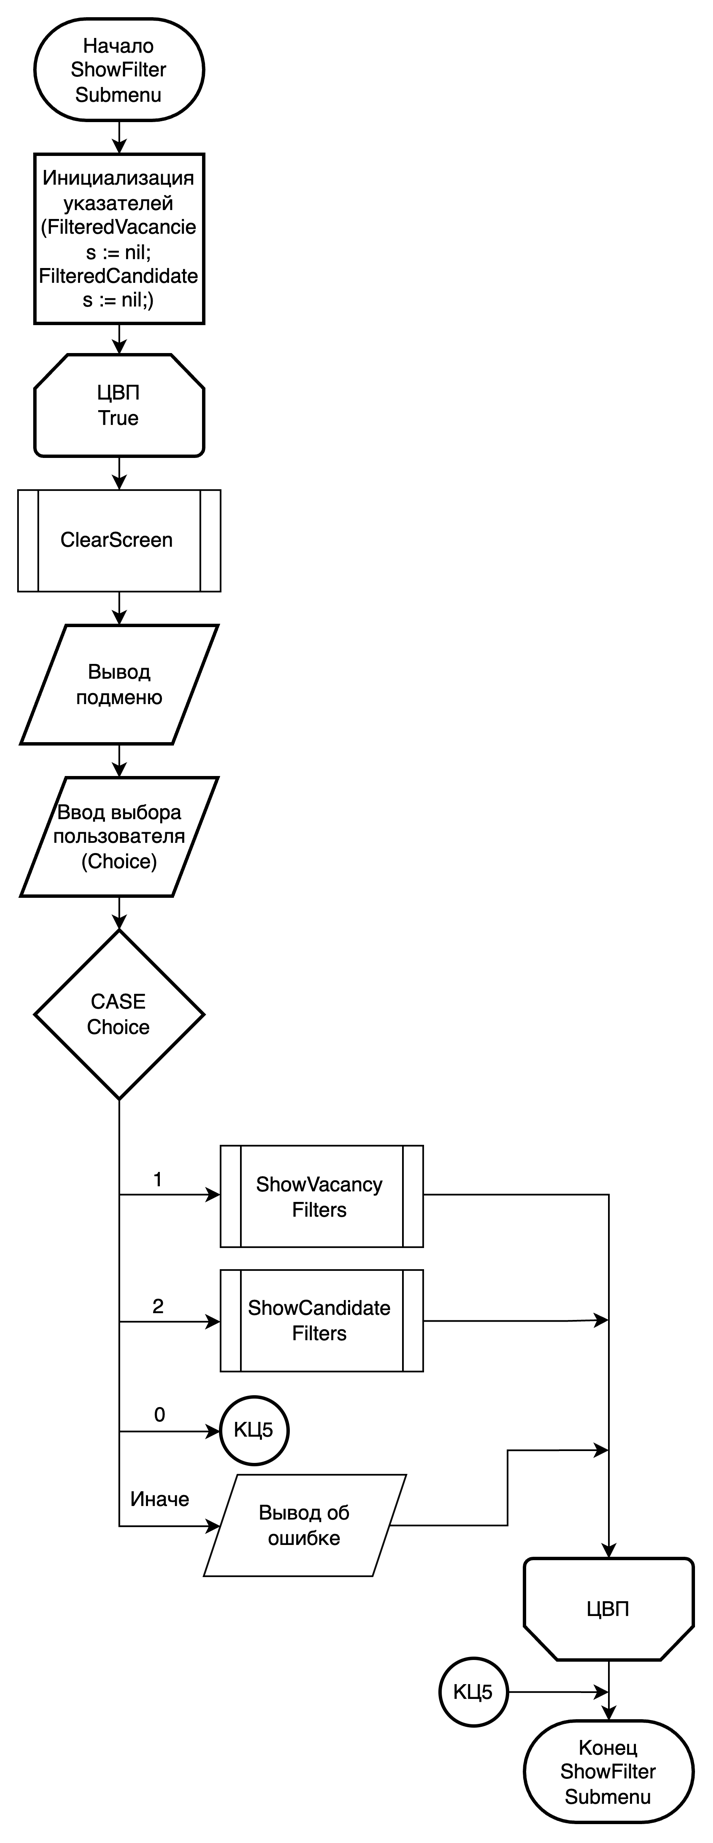 Начало
ShowFilter
Submenu
Инициализация
указателей
(FilteredVacancie
s := nil;
FilteredCandidate
s := nil;)
ЦВП
True
ClearScreen
Вывод
подменю
Ввод выбора
пользователя
(Choice)
CASE
Choice
1
ShowVacancy
Filters
2
ShowCandidate
Filters
0
КЦ5
Иначе
Вывод об
ошибке
ЦВП
КЦ5
Конец
ShowFilter
Submenu